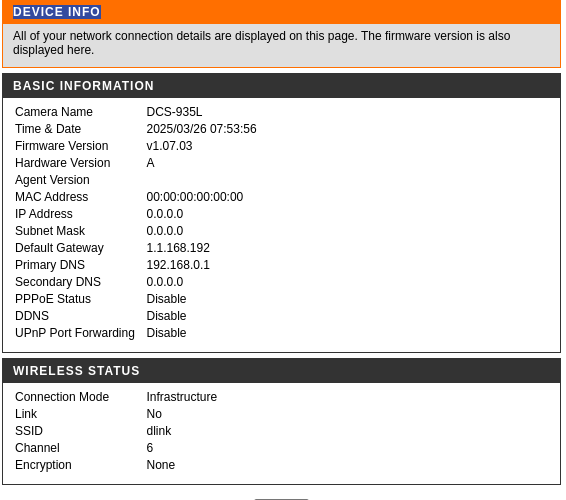 DEVICE INFO
All of your network connection details are displayed on this page. The firmware version is also
displayed here.
BASIC INFORMATION
Camera Name DCS-935L
Time & Date 2025/03/26 07:53:56
Firmware Version v1.07.03
Hardware Version A
Agent Version
MAC Address 00:00:00:00:00:00
IP Address 0.0.0.0
Subnet Mask 0.0.0.0
Default Gateway 1.1.168.192
Primary DNS 192.168.0.1
Secondary DNS 0.0.0.0
PPPoE Status Disable
DDNS Disable
UPnP Port Forwarding Disable
WIRELESS STATUS
Connection Mode Infrastructure
Link No
SSID dlink
Channel 6
Encryption None